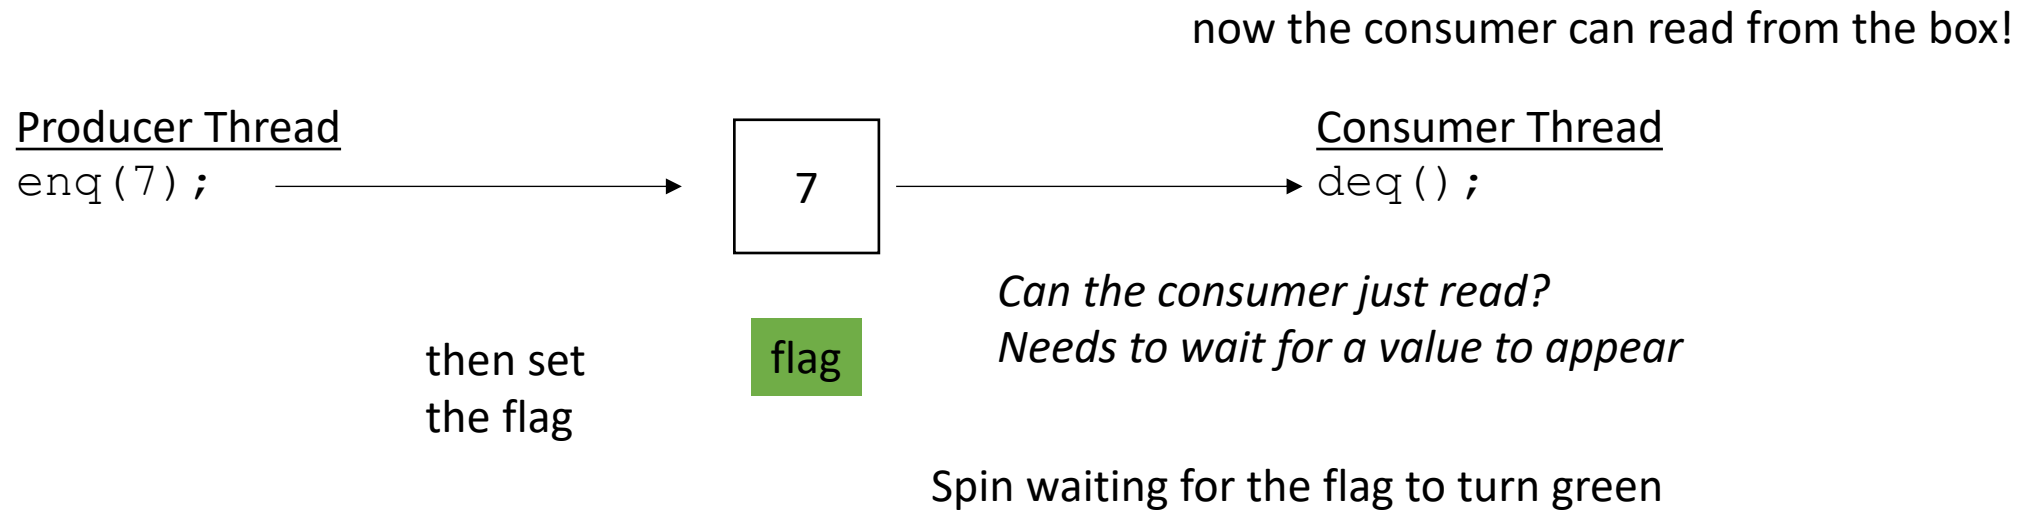 now the consumer can read from the box!
Producer Thread
enq(7);
7
Consumer Thread
deq();
Can the consumer just read?
Needs to wait for a value to appear
then set
the flag
flag
Spin waiting for the flag to turn green